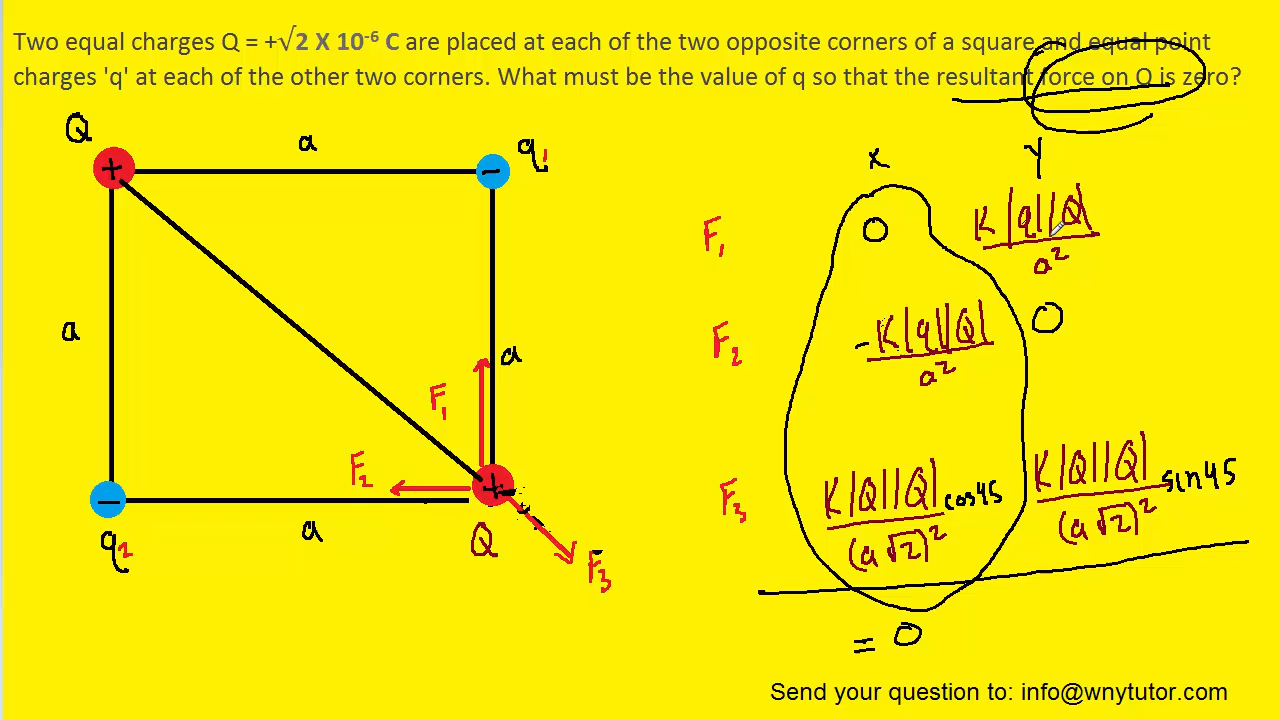 Two equal charges Q = +√2 X 10⁻⁶ C are placed at each of the two opposite corners of a square and equal point
charges 'q' at each of the other two corners. What must be the value of q so that the resultant force on Q is zero?
Q a q₁
x y
+ -
F₁ 0 K|q||Q|
a²
a a
F₂ -K|q||Q| 0
a²
F₁
F₂
F₃ K|Q||Q| cos45 K|Q||Q| sin45
(a√2)² (a√2)²
- +
q₂ a Q F₃
= 0
Send your question to: info@wnytutor.com